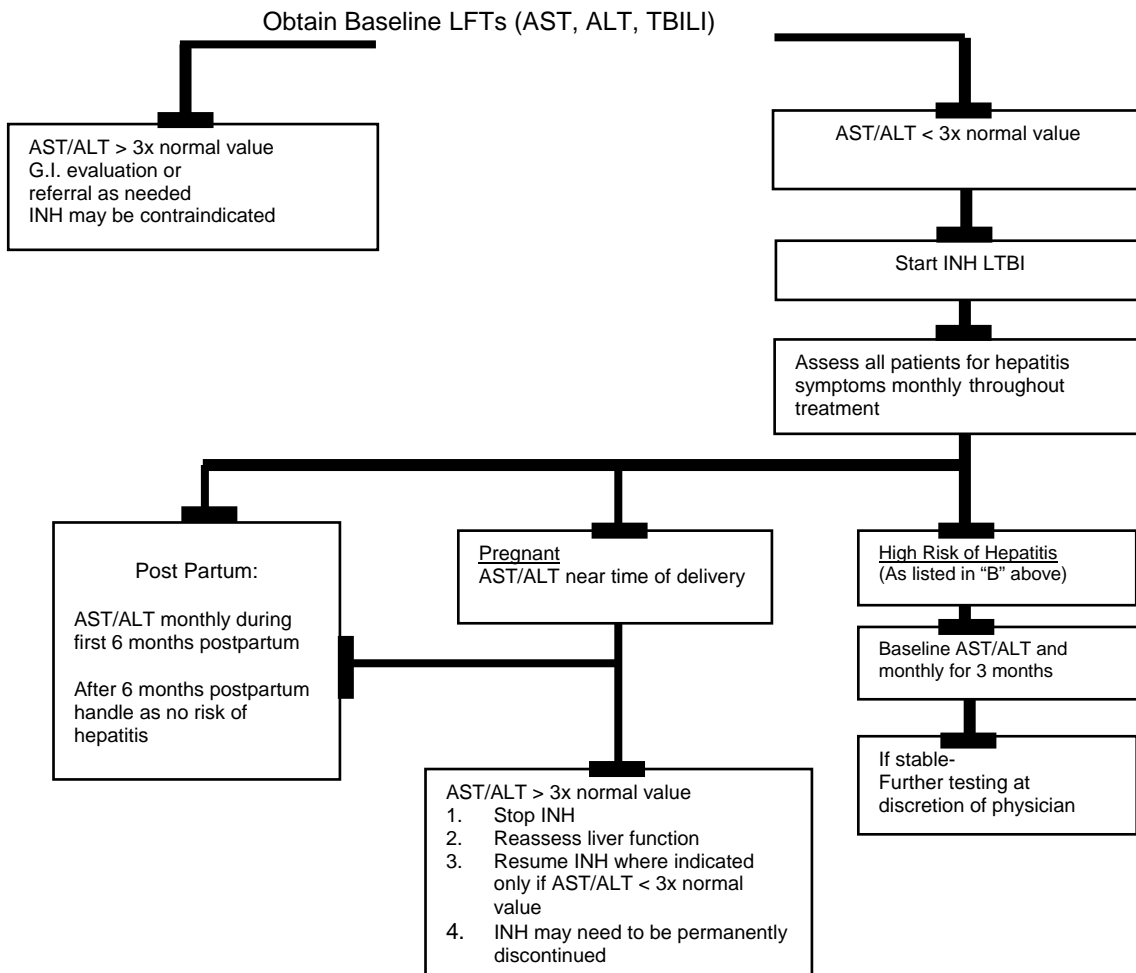 Obtain Baseline LFTs (AST, ALT, TBILI)
AST/ALT > 3x normal value
G.I. evaluation or
referral as needed
INH may be contraindicated
AST/ALT < 3x normal value
Start INH LTBI
Assess all patients for hepatitis
symptoms monthly throughout
treatment
Post Partum:
AST/ALT monthly during
first 6 months postpartum
After 6 months postpartum
handle as no risk of
hepatitis
Pregnant
AST/ALT near time of delivery
High Risk of Hepatitis
(As listed in “B” above)
Baseline AST/ALT and
monthly for 3 months
If stable-
Further testing at
discretion of physician
AST/ALT > 3x normal value
1. Stop INH
2. Reassess liver function
3. Resume INH where indicated
only if AST/ALT < 3x normal
value
4. INH may need to be permanently
discontinued